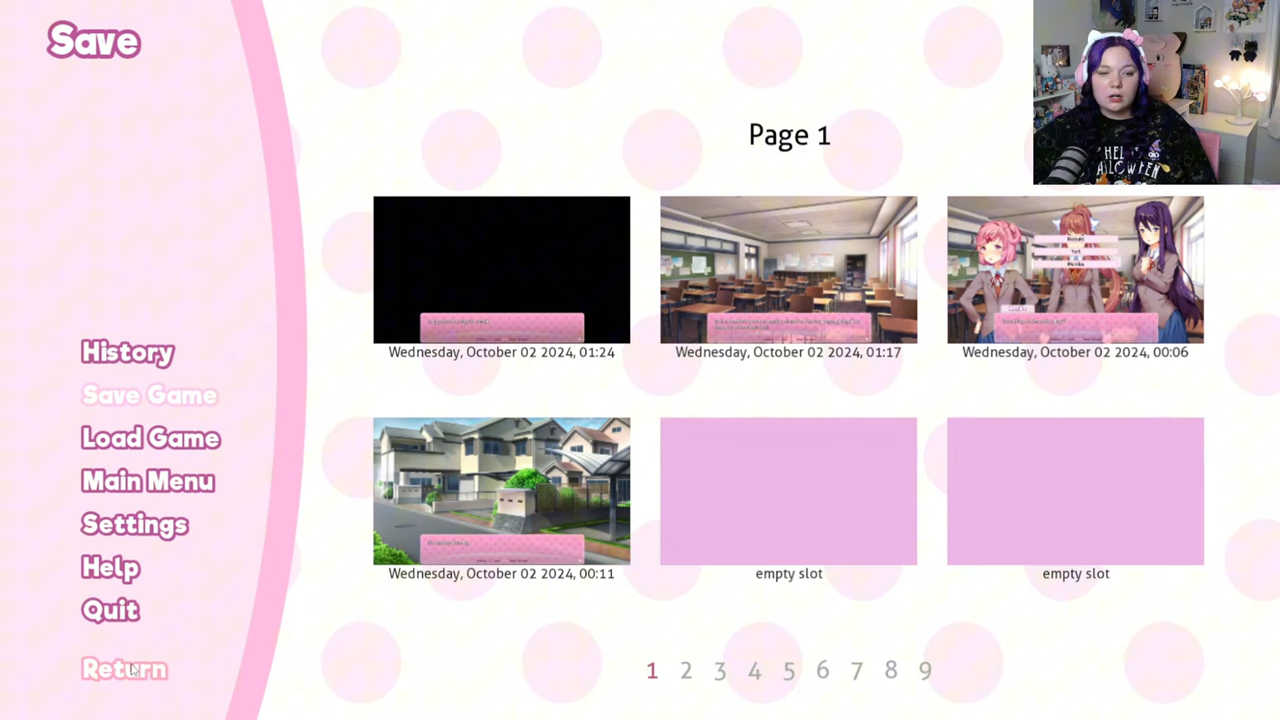 Save
Page 1
Wednesday, October 02 2024, 01:24
Wednesday, October 02 2024, 01:17
Wednesday, October 02 2024, 00:06
History
Save Game
Load Game
Main Menu
Settings
Help
Quit
Return
Wednesday, October 02 2024, 00:11
empty slot
empty slot
1 2 3 4 5 6 7 8 9